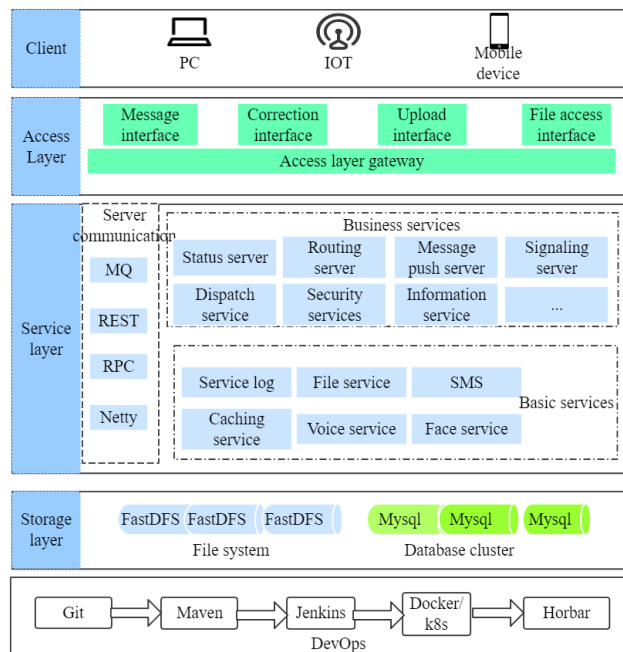 Client
PC
IOT
Mobile
device
Access
Layer
Message
interface
Correction
interface
Upload
interface
File access
interface
Access layer gateway
Service
layer
Server
communication
MQ
REST
RPC
Netty
Business services
Status server
Routing
server
Message
push server
Signaling
server
Dispatch
service
Security
services
Information
service
...
Service log
File service
SMS
Basic services
Caching
service
Voice service
Face service
Storage
layer
FastDFS
FastDFS
FastDFS
File system
Mysql
Mysql
Mysql
Database cluster
Git
Maven
Jenkins
Docker/
k8s
Horbar
DevOps